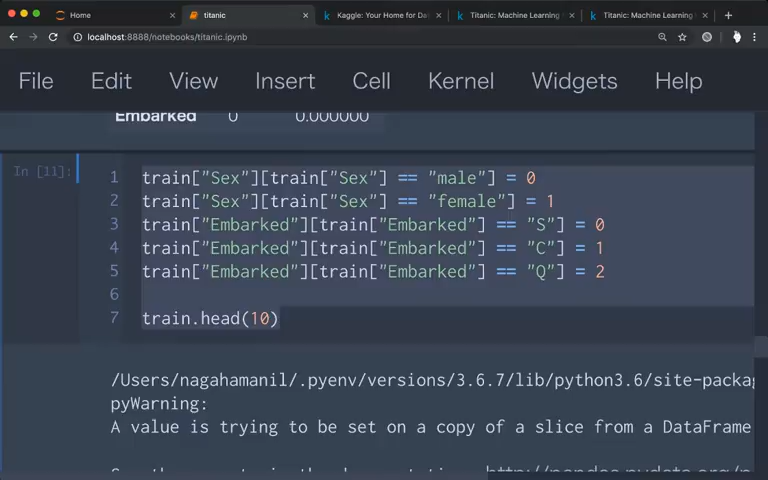 Home
titanic
Kaggle: Your Home for Da
Titanic: Machine Learning
Titanic: Machine Learning
localhost:8888/notebooks/titanic.ipynb
File Edit View Insert Cell Kernel Widgets Help
Embarked 0 0.000000
In [11]:
1 train["Sex"][train["Sex"] == "male"] = 0
2 train["Sex"][train["Sex"] == "female"] = 1
3 train["Embarked"][train["Embarked"] == "S"] = 0
4 train["Embarked"][train["Embarked"] == "C"] = 1
5 train["Embarked"][train["Embarked"] == "Q"] = 2
6
7 train.head(10)
/Users/nagahamanil/.pyenv/versions/3.6.7/lib/python3.6/site-packag
pyWarning:
A value is trying to be set on a copy of a slice from a DataFrame